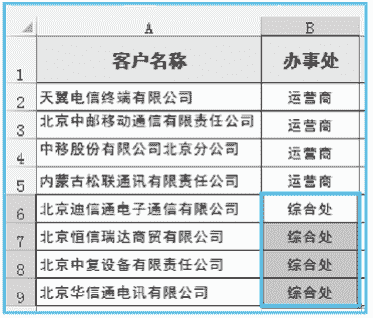 A B
1 客户名称 办事处
2 天翼电信终端有限公司 运营商
3 北京中邮移动通信有限责任公司 运营商
4 中移股份有限公司北京分公司 运营商
5 内蒙古松联通讯有限责任公司 运营商
6 北京迪信通电子通信有限公司 综合处
7 北京恒信瑞达商贸有限公司 综合处
8 北京中复设备有限责任公司 综合处
9 北京华信通电讯有限公司 综合处